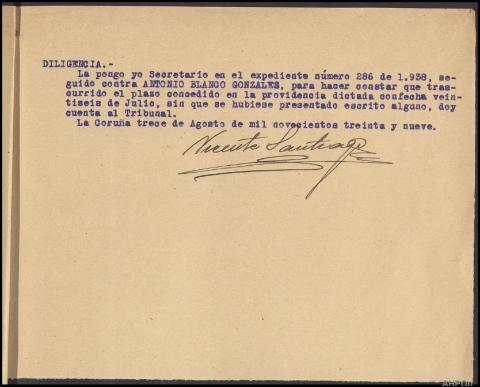 DILIGENCIA.-
La pongo yo Secretario en el expediente número 286 de 1.938, se-
guido contra ANTONIO BLANCO GONZALES, para hacer constar que tras-
currido el plazo consedido en la providencia dictada confecha vein-
tiseis de Julio, sin que se hubiese presentado escrito alguno, doy
cuenta al Tribunal.
La Coruña trece de Agosto de mil novecientos treinta y nueve.
Vicente Santiago